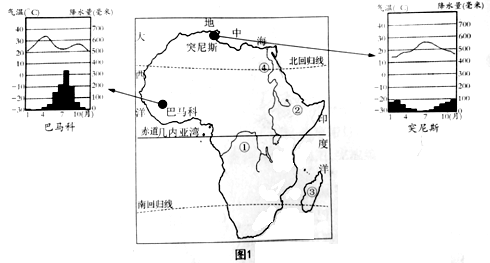 气温(°C) 降水量(毫米)
40 700
30 600
20 500
10 400
0 300
-10 200
-20 100
-30 0
1 4 7 10(月)
巴马科
大 地 中 海
突尼斯
北回归线
西
④
巴马科
②
洋
印
赤道 几内亚湾
度
①
洋
③
南回归线
气温(°C) 降水量(毫米)
40 700
30 600
20 500
10 400
0 300
-10 200
-20 100
-30 0
1 4 7 10(月)
突尼斯
图1